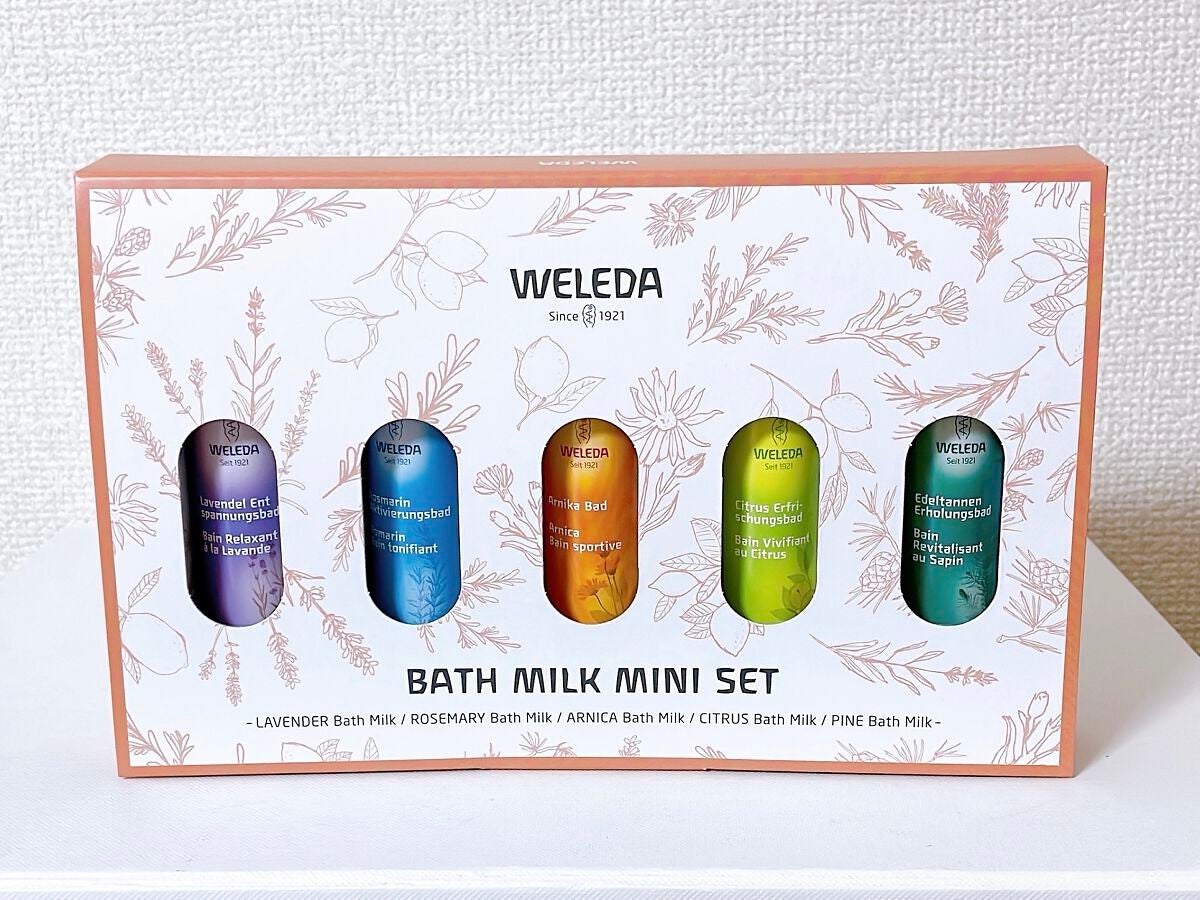 WELEDA
WELEDA
Since 1921
WELEDA
Seit 1921
Lavendel Ent
spannungsbad
Bain Relaxant
à la Lavande
WELEDA
Seit 1921
Arnika Bad
Arnica
Bain sportive
WELEDA
Seit 1921
tonifiant
WELEDA
Seit 1921
Citrus Erfri-
schungsbad
Bain Vivifiant
au Citrus
WELEDA
Seit 1921
Edeltannen
Erholungsbad
Bain
Revitalisant
au Sapin
BATH MILK MINI SET
– LAVENDER Bath Milk / ROSEMARY Bath Milk / ARNICA Bath Milk / CITRUS Bath Milk / PINE Bath Milk –